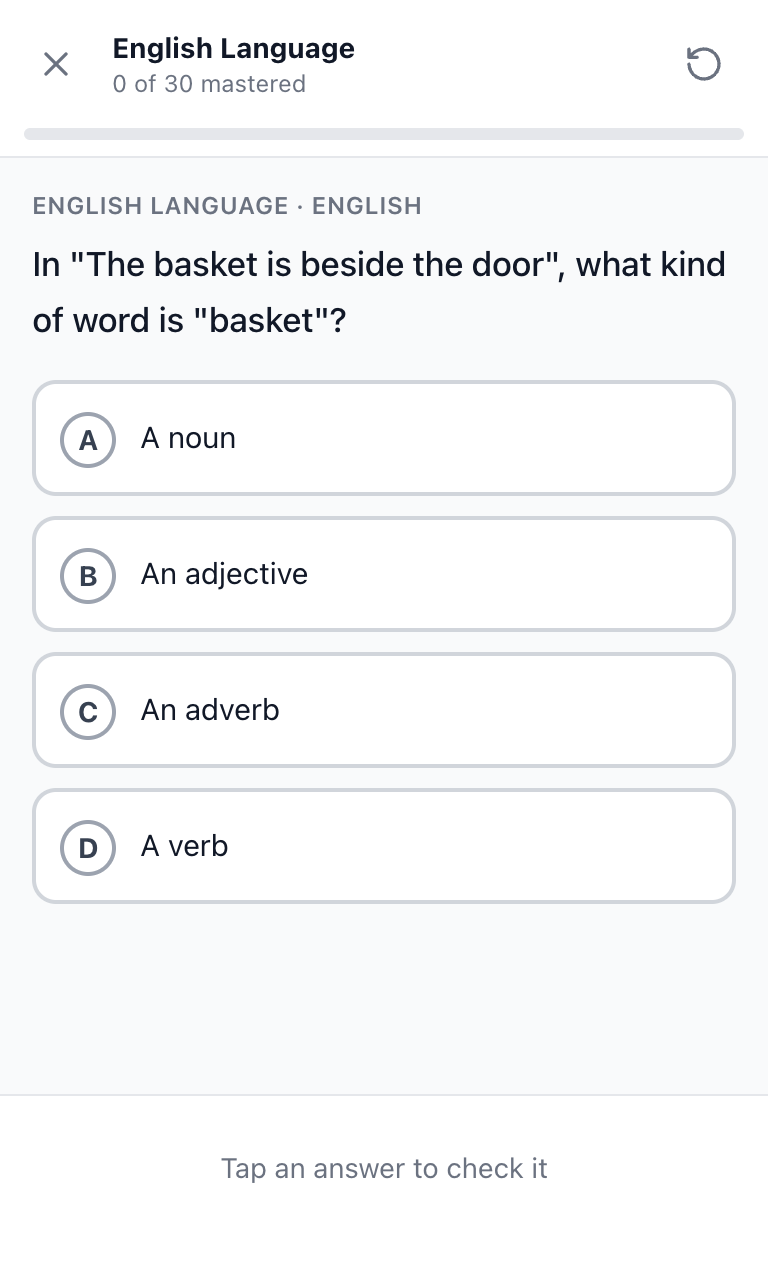 English Language
0 of 30 mastered
ENGLISH LANGUAGE · ENGLISH
In "The basket is beside the door", what kind
of word is "basket"?
A A noun
B An adjective
C An adverb
D A verb
Tap an answer to check it